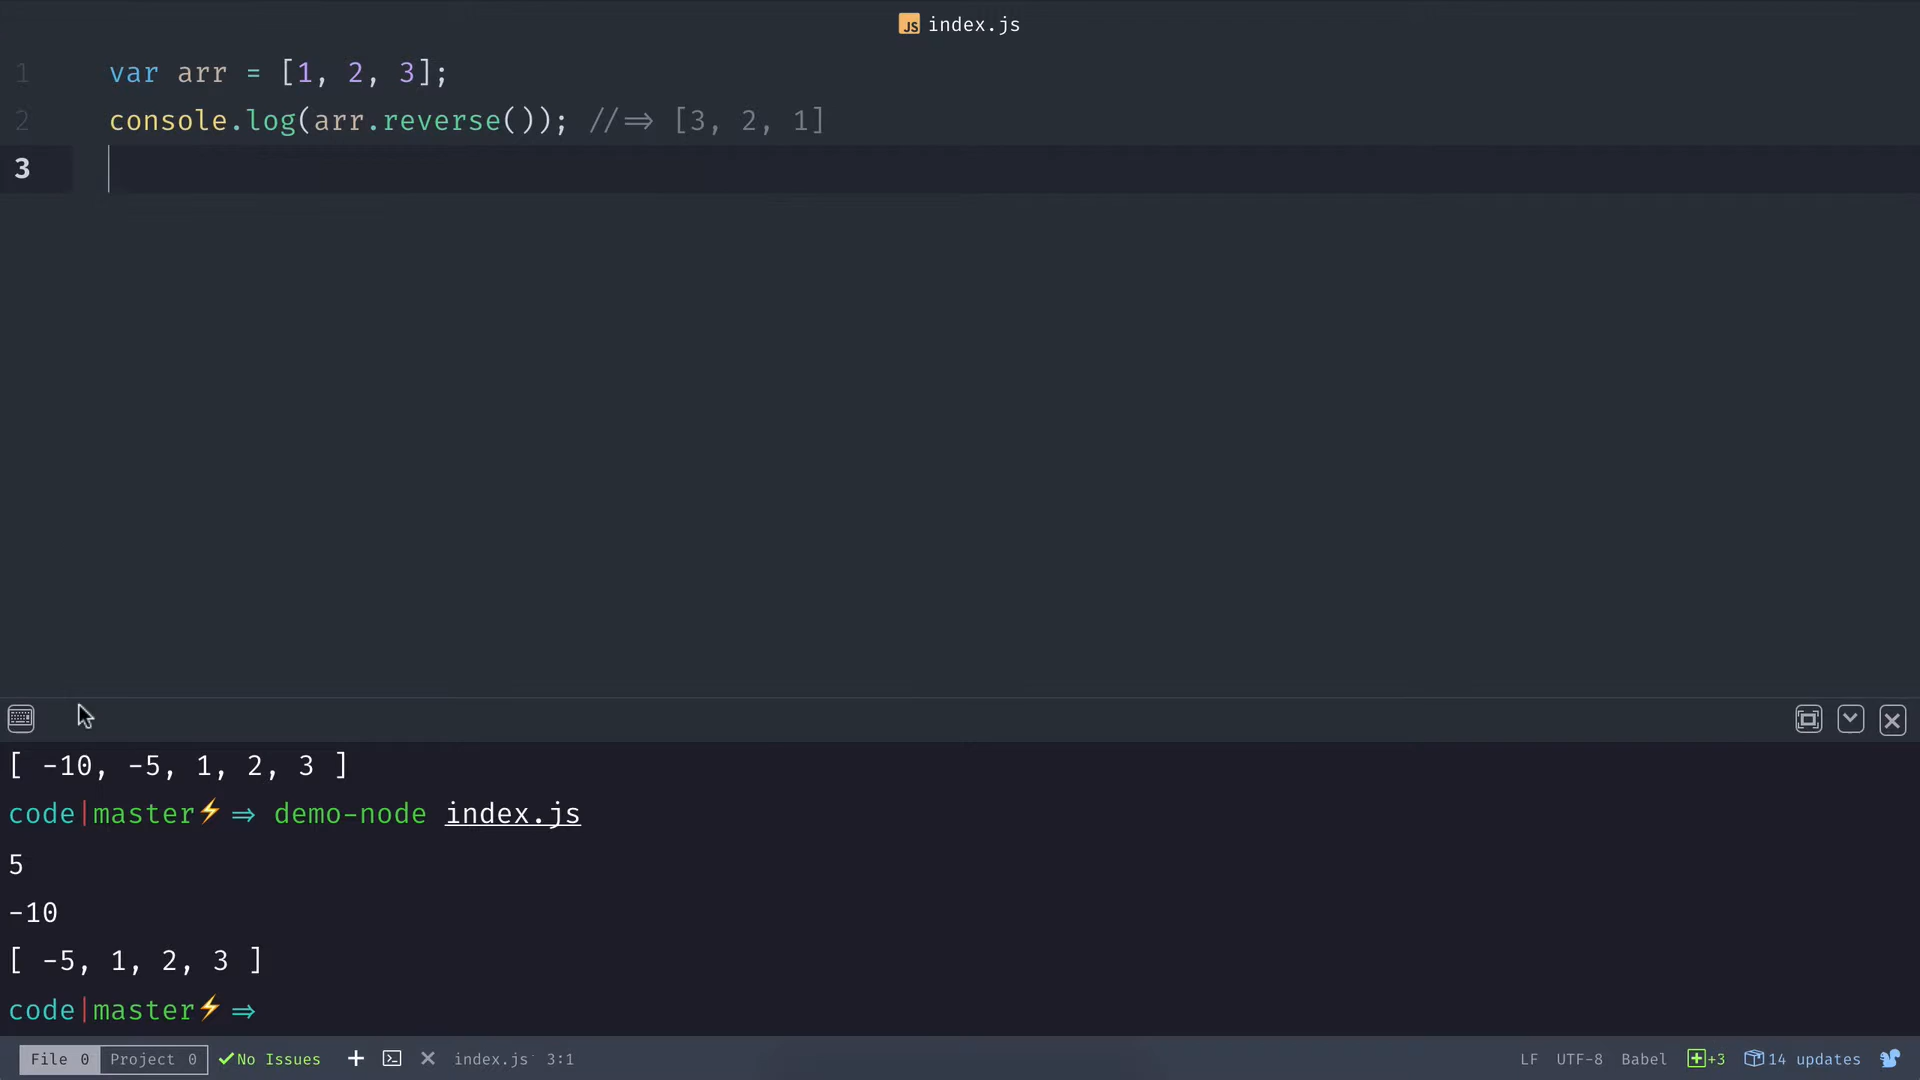 JS index.js
1 var arr = [1, 2, 3];
2 console.log(arr.reverse()); //=> [3, 2, 1]
3
[ -10, -5, 1, 2, 3 ]
code|master⚡ => demo-node index.js
5
-10
[ -5, 1, 2, 3 ]
code|master⚡ =>
File 0 Project 0 ✓No Issues + × index.js 3:1 LF UTF-8 Babel +3 14 updates